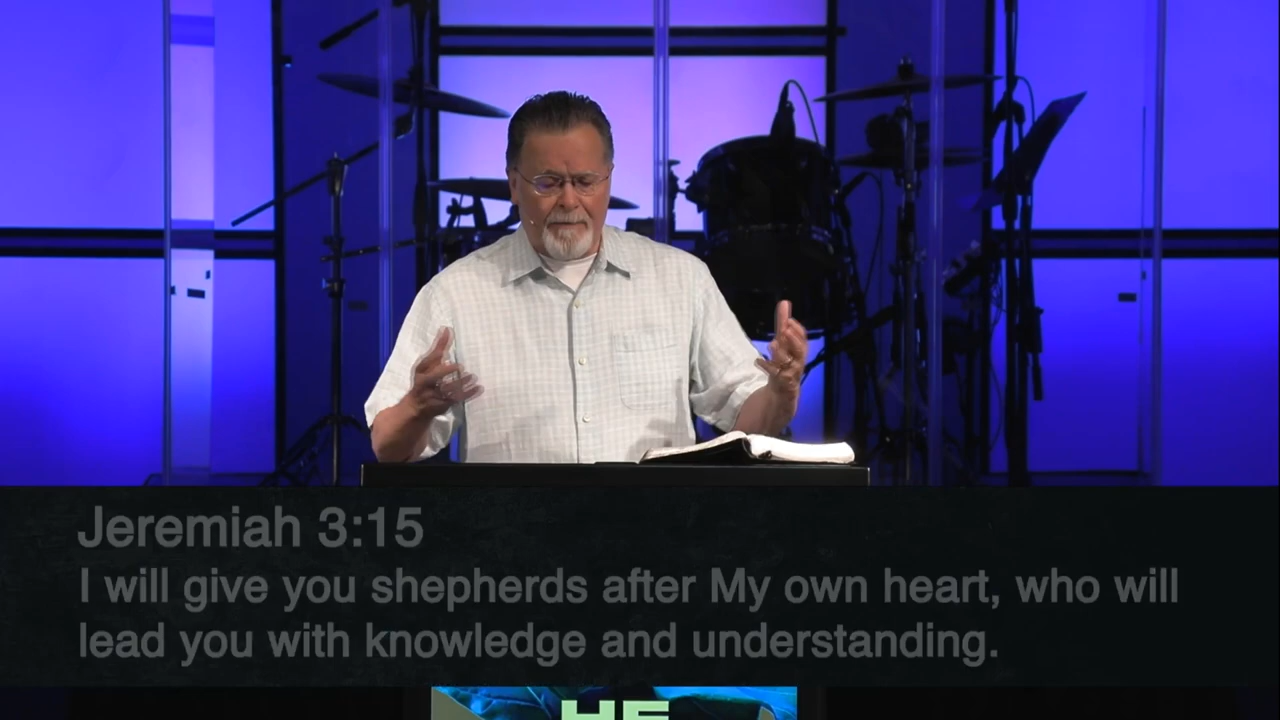 Jeremiah 3:15
I will give you shepherds after My own heart, who will
lead you with knowledge and understanding.
HE